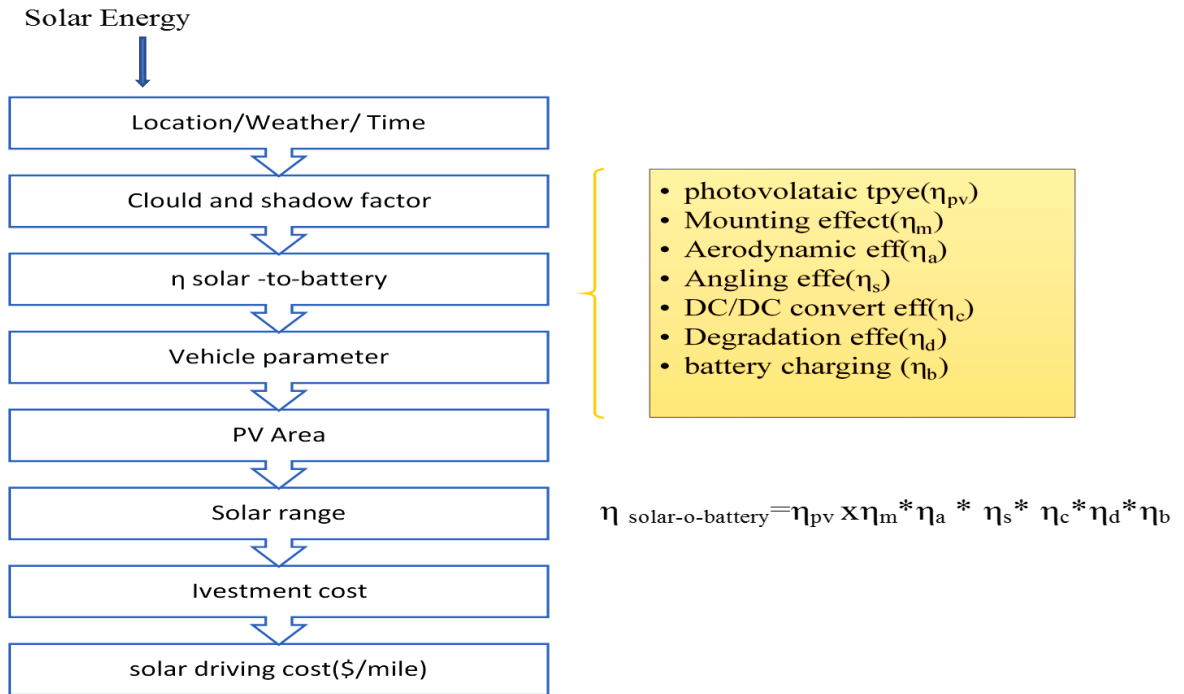 Solar Energy
Location/Weather/ Time
Clould and shadow factor
η solar -to-battery
Vehicle parameter
PV Area
Solar range
Ivestment cost
solar driving cost($/mile)
• photovolataic tpye(ηpv)
• Mounting effect(ηm)
• Aerodynamic eff(ηa)
• Angling effe(ηs)
• DC/DC convert eff(ηc)
• Degradation effe(ηd)
• battery charging (ηb)
η solar-o-battery=ηpv xηm*ηa * ηs* ηc*ηd*ηb